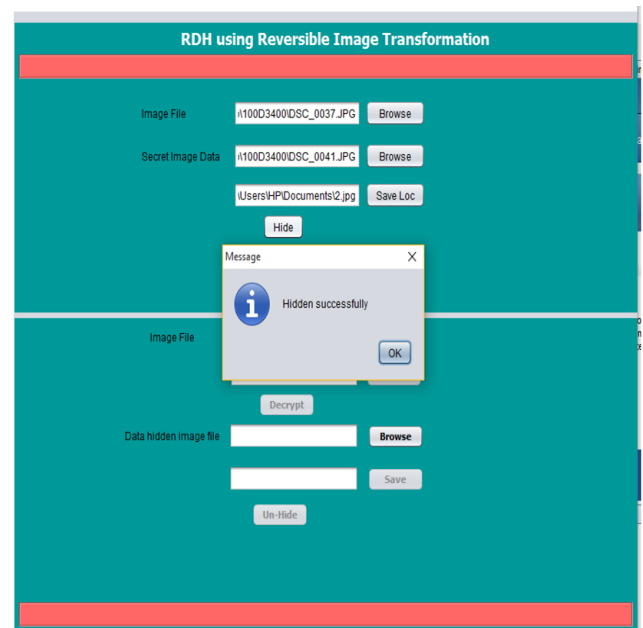 RDH using Reversible Image Transformation
Image File
\100D3400\DSC_0037.JPG
Browse
Secret Image Data
\100D3400\DSC_0041.JPG
Browse
\Users\HP\Documents\2.jpg
Save Loc
Hide
Message
X
i
Hidden successfully
OK
Image File
Decrypt
Data hidden image file
Browse
Save
Un-Hide